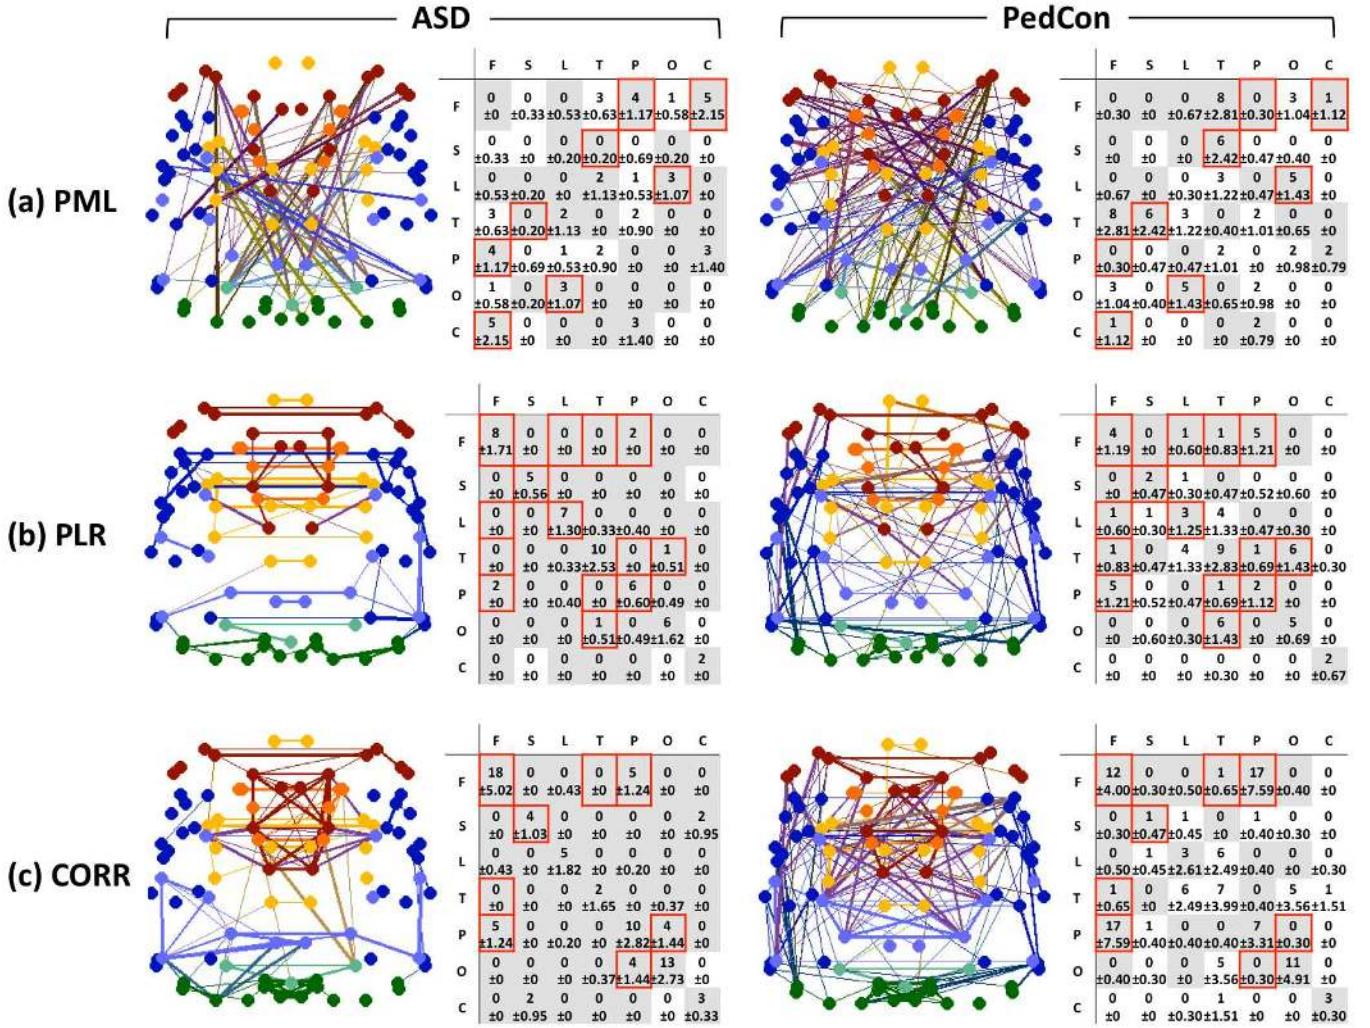 ASD
PedCon
(a) PML
F S L T P O C
F
0 0 0 3 4 1 5
±0 ±0.33 ±0.53 ±0.63 ±1.17 ±0.58 ±2.15
S
0 0 0 0 0 0 0
±0.33 ±0 ±0.20 ±0.20 ±0.69 ±0.20 ±0
L
0 0 0 2 1 3 0
±0.53 ±0.20 ±0 ±1.13 ±0.53 ±1.07 ±0
T
3 0 2 0 2 0 0
±0.63 ±0.20 ±1.13 ±0 ±0.90 ±0 ±0
P
4 0 1 2 0 0 3
±1.17 ±0.69 ±0.53 ±0.90 ±0 ±0 ±1.40
O
1 0 3 0 0 0 0
±0.58 ±0.20 ±1.07 ±0 ±0 ±0 ±0
C
5 0 0 0 3 0 0
±2.15 ±0 ±0 ±0 ±1.40 ±0 ±0
F S L T P O C
F
0 0 0 8 0 3 1
±0.30 ±0 ±0.67 ±2.81 ±0.30 ±1.04 ±1.12
S
0 0 0 6 0 0 0
±0 ±0 ±0 ±2.42 ±0.47 ±0.40 ±0
L
0 0 0 3 0 5 0
±0.67 ±0 ±0.30 ±1.22 ±0.47 ±1.43 ±0
T
8 6 3 0 2 0 0
±2.81 ±2.42 ±1.22 ±0.40 ±1.01 ±0.65 ±0
P
0 0 0 2 0 2 2
±0.30 ±0.47 ±0.47 ±1.01 ±0 ±0.98 ±0.79
O
3 0 5 0 2 0 0
±1.04 ±0.40 ±1.43 ±0.65 ±0.98 ±0 ±0
C
1 0 0 0 2 0 0
±1.12 ±0 ±0 ±0 ±0.79 ±0 ±0
(b) PLR
F S L T P O C
F
8 0 0 0 2 0 0
±1.71 ±0 ±0 ±0 ±0 ±0 ±0
S
0 5 0 0 0 0 0
±0 ±0.56 ±0 ±0 ±0 ±0 ±0
L
0 0 7 0 0 0 0
±0 ±0 ±1.30 ±0.33 ±0.40 ±0 ±0
T
0 0 0 10 0 1 0
±0 ±0 ±0.33 ±2.53 ±0 ±0.51 ±0
P
2 0 0 0 6 0 0
±0 ±0 ±0.40 ±0 ±0.60 ±0.49 ±0
O
0 0 0 1 0 6 0
±0 ±0 ±0 ±0.51 ±0.49 ±1.62 ±0
C
0 0 0 0 0 0 2
±0 ±0 ±0 ±0 ±0 ±0 ±0
F S L T P O C
F
4 0 1 1 5 0 0
±1.19 ±0 ±0.60 ±0.83 ±1.21 ±0 ±0
S
0 2 1 0 0 0 0
±0 ±0.47 ±0.30 ±0.47 ±0.52 ±0.60 ±0
L
1 1 3 4 0 0 0
±0.60 ±0.30 ±1.25 ±1.33 ±0.47 ±0.30 ±0
T
1 0 4 9 1 6 0
±0.83 ±0.47 ±1.33 ±2.83 ±0.69 ±1.43 ±0.30
P
5 0 0 1 2 0 0
±1.21 ±0.52 ±0.47 ±0.69 ±1.12 ±0 ±0
O
0 0 0 6 0 5 0
±0 ±0.60 ±0.30 ±1.43 ±0 ±0.69 ±0
C
0 0 0 0 0 0 2
±0 ±0 ±0 ±0.30 ±0 ±0 ±0.67
(c) CORR
F S L T P O C
F
18 0 0 0 5 0 0
±5.02 ±0 ±0.43 ±0 ±1.24 ±0 ±0
S
0 4 0 0 0 0 2
±0 ±1.03 ±0 ±0 ±0 ±0 ±0.95
L
0 0 5 0 0 0 0
±0.43 ±0 ±1.82 ±0 ±0.20 ±0 ±0
T
0 0 0 2 0 0 0
±0 ±0 ±0 ±1.65 ±0 ±0.37 ±0
P
5 0 0 0 10 4 0
±1.24 ±0 ±0.20 ±0 ±2.82 ±1.44 ±0
O
0 0 0 0 4 13 0
±0 ±0 ±0 ±0.37 ±1.44 ±2.73 ±0
C
0 2 0 0 0 0 3
±0 ±0.95 ±0 ±0 ±0 ±0 ±0.33
F S L T P O C
F
12 0 0 1 17 0 0
±4.00 ±0.30 ±0.50 ±0.65 ±7.59 ±0.40 ±0
S
0 1 1 0 1 0 0
±0.30 ±0.47 ±0.45 ±0 ±0.40 ±0.30 ±0
L
0 1 3 6 0 0 0
±0.50 ±0.45 ±2.61 ±2.49 ±0.40 ±0 ±0.30
T
1 0 6 7 0 5 1
±0.65 ±0 ±2.49 ±3.99 ±0.40 ±3.56 ±1.51
P
17 1 0 0 7 0 0
±7.59 ±0.40 ±0.40 ±0.40 ±3.31 ±0.30 ±0
O
0 0 0 5 0 11 0
±0.40 ±0.30 ±0 ±3.56 ±0.30 ±4.91 ±0
C
0 0 0 1 0 0 3
±0 ±0 ±0.30 ±1.51 ±0 ±0 ±0.30